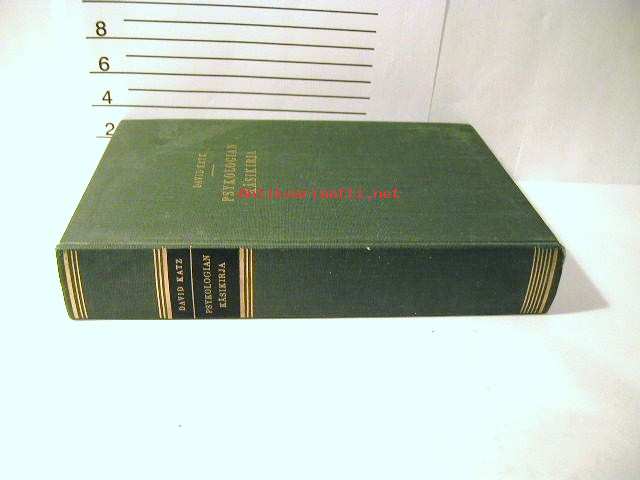 8
6
4
2
DAVID KATZ
PSYKOLOGIAN
KÄSIKIRJA
Antikvariaatti.net
DAVID KATZ
PSYKOLOGIAN
KÄSIKIRJA